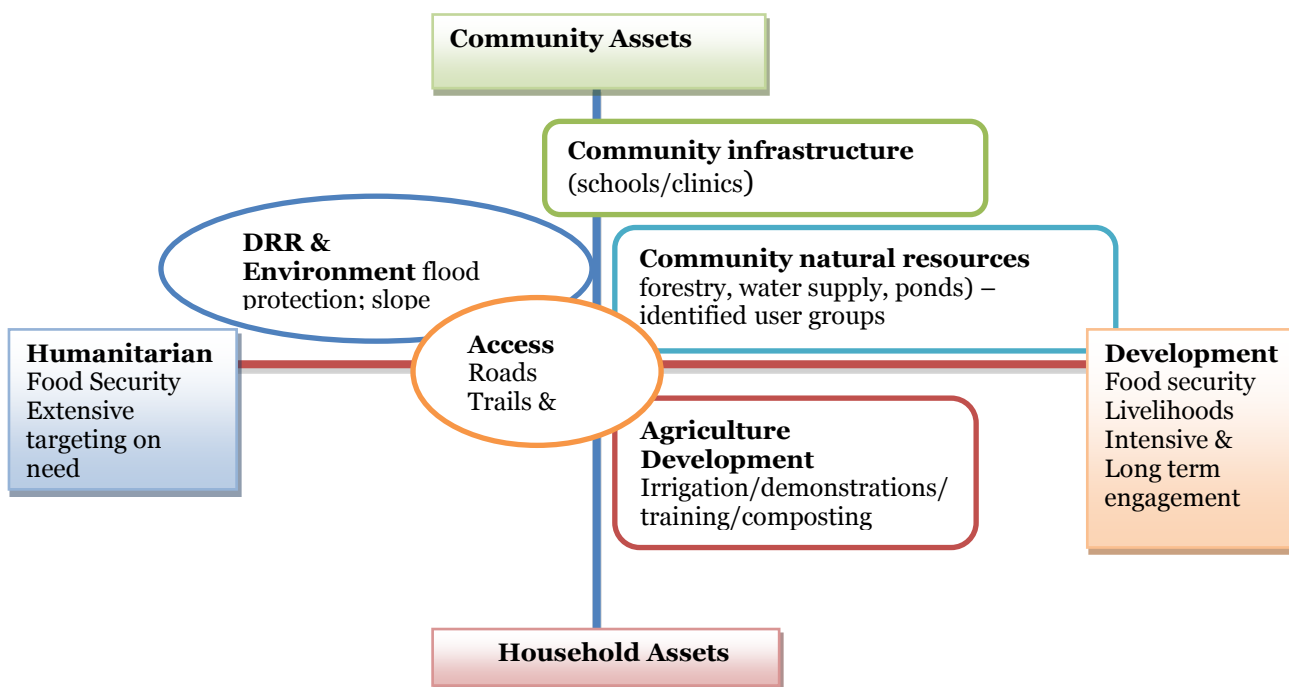 Community Assets
Community infrastructure
(schools/clinics)
DRR &
Environment flood
protection; slope
Community natural resources
forestry, water supply, ponds) –
identified user groups
Humanitarian
Food Security
Extensive
targeting on
need
Access
Roads
Trails &
Development
Food security
Livelihoods
Intensive &
Long term
engagement
Agriculture
Development
Irrigation/demonstrations/
training/composting
Household Assets